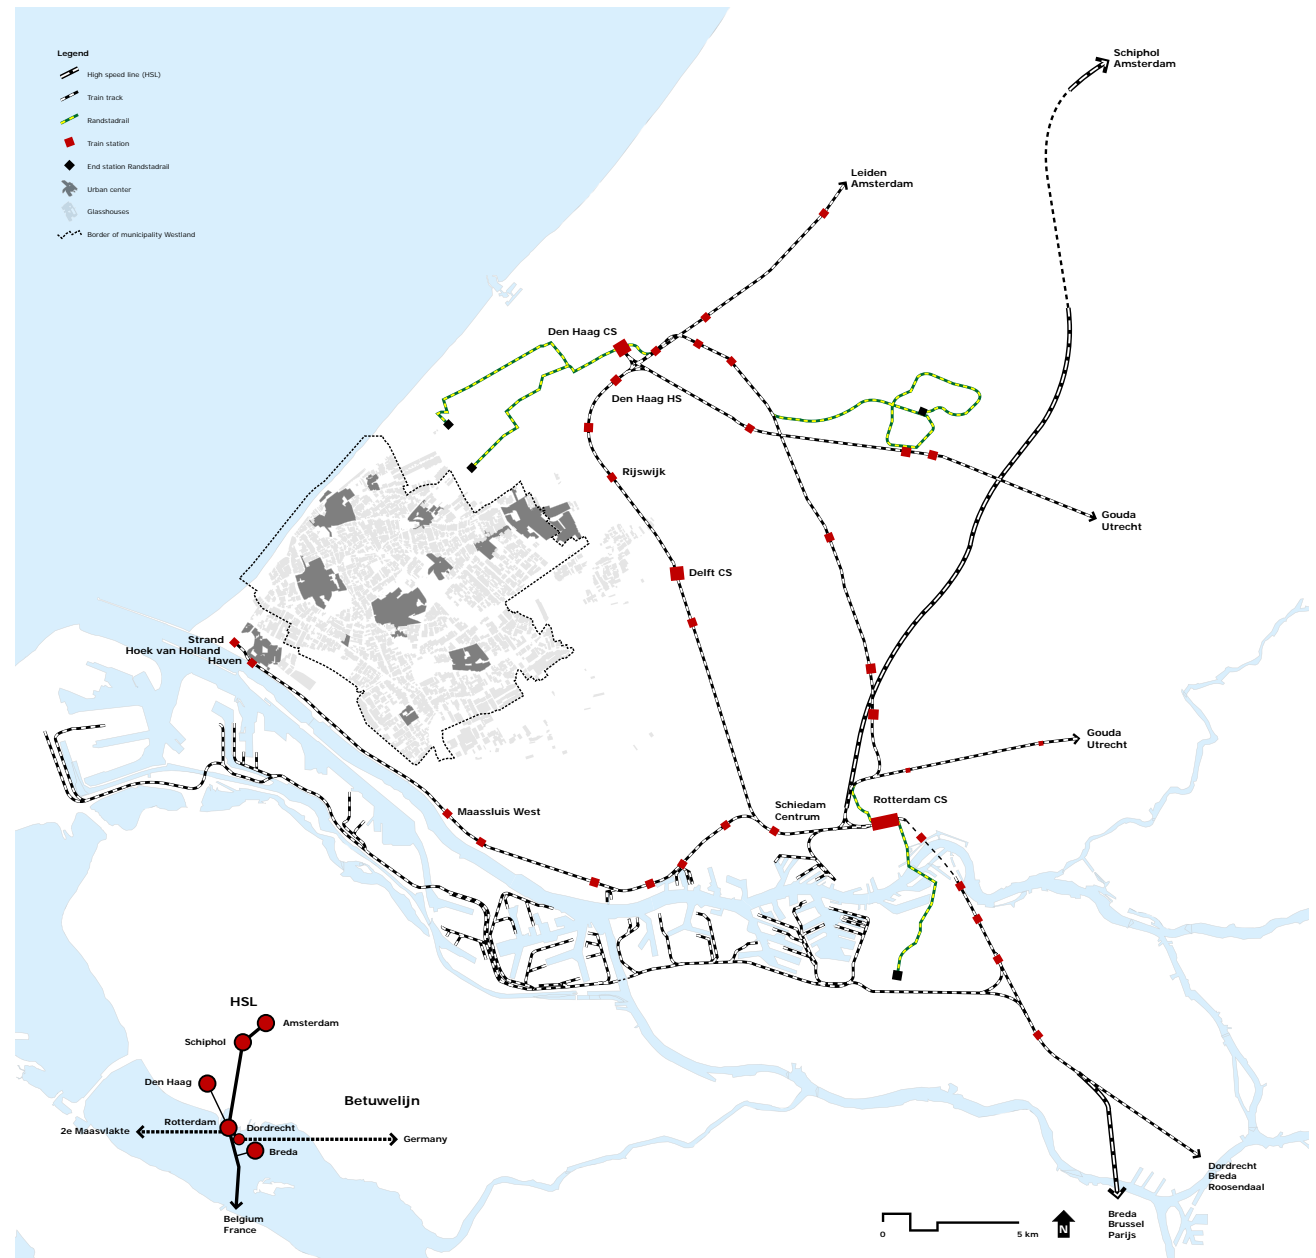 Legend
High speed line (HSL)
Train track
Randstadrail
Train station
End station Randstadrail
Urban center
Glasshouses
Border of municipality Westland
Schiphol
Amsterdam
Leiden
Amsterdam
Den Haag CS
Den Haag HS
Rijswijk
Gouda
Utrecht
Delft CS
Strand
Hoek van Holland
Haven
Gouda
Utrecht
Maassluis West
Schiedam
Centrum
Rotterdam CS
HSL
Amsterdam
Schiphol
Den Haag
Betuwelijn
Rotterdam
Dordrecht
2e Maasvlakte
Germany
Breda
Belgium
France
Dordrecht
Breda
Roosendaal
Breda
Brussel
Parijs
0
5 km
N